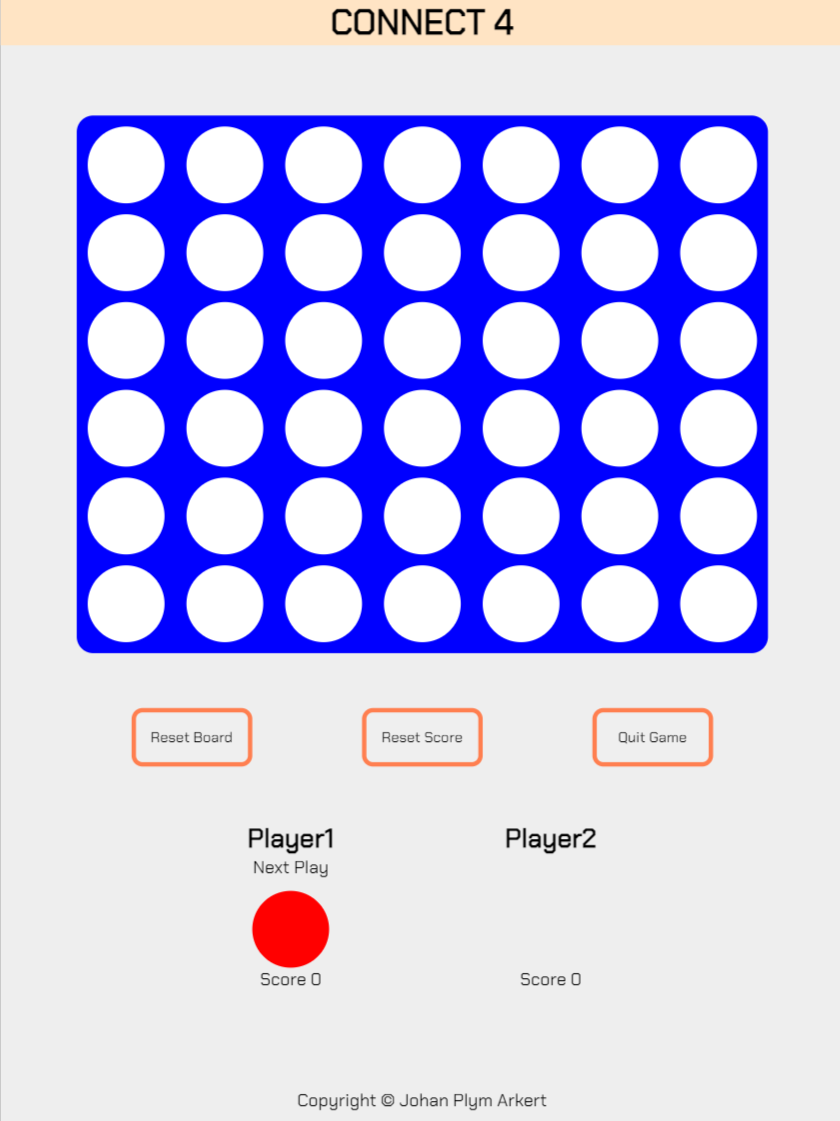 CONNECT 4
Reset Board
Reset Score
Quit Game
Player1
Next Play
Score 0
Player2
Score 0
Copyright © Johan Plym Arkert